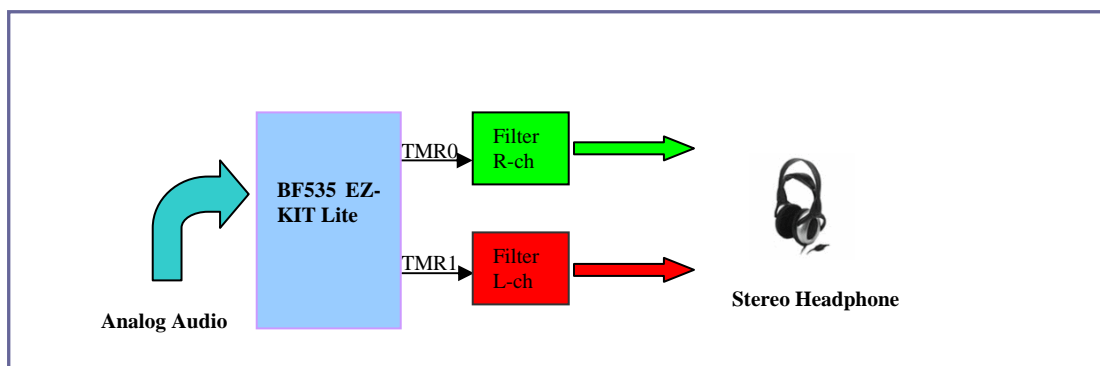 TMR0
Filter
R-ch
BF535 EZ-
KIT Lite
TMR1
Filter
L-ch
Analog Audio
Stereo Headphone